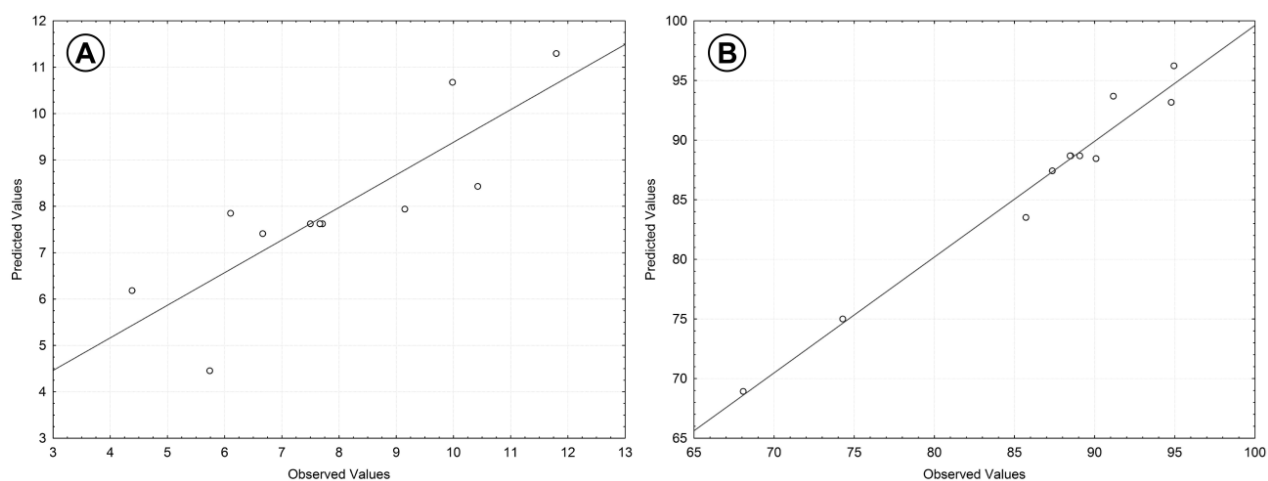 A
12
11
10
9
8
7
6
5
4
3
Predicted Values
3 4 5 6 7 8 9 10 11 12 13
Observed Values
B
100
95
90
85
80
75
70
65
Predicted Values
65 70 75 80 85 90 95 100
Observed Values